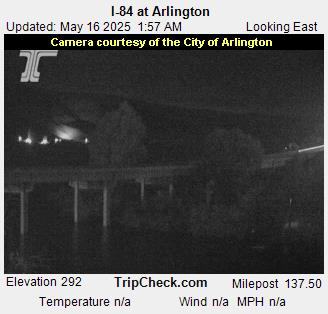 I-84 at Arlington
Updated: May 16 2025 1:57 AM Looking East
Camera courtesy of the City of Arlington
Elevation 292 TripCheck.com Milepost 137.50
Temperature n/a Wind n/a MPH n/a